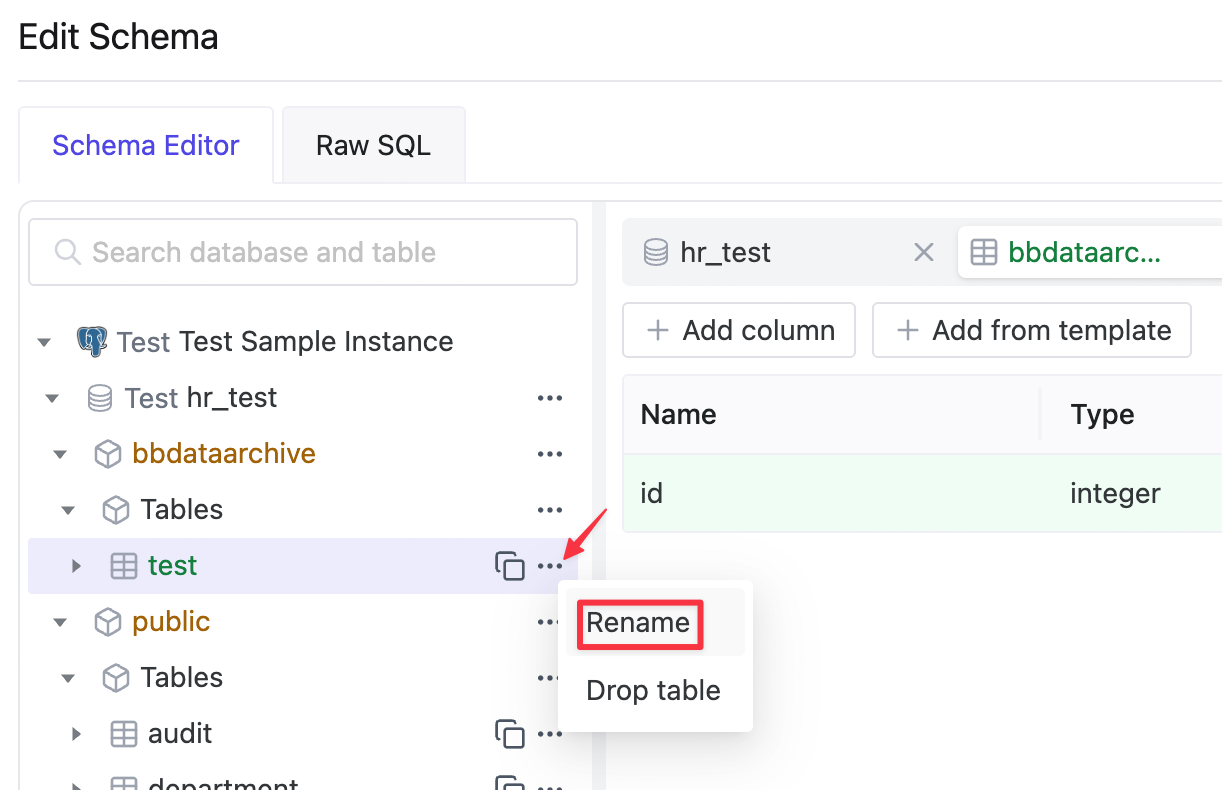 Edit Schema
Schema Editor
Raw SQL
Search database and table
Test Test Sample Instance
Test hr_test
bbdataarchive
Tables
test
public
Tables
audit
department
hr_test
bbdataarc...
Add column
Add from template
Name
Type
id
integer
Rename
Drop table